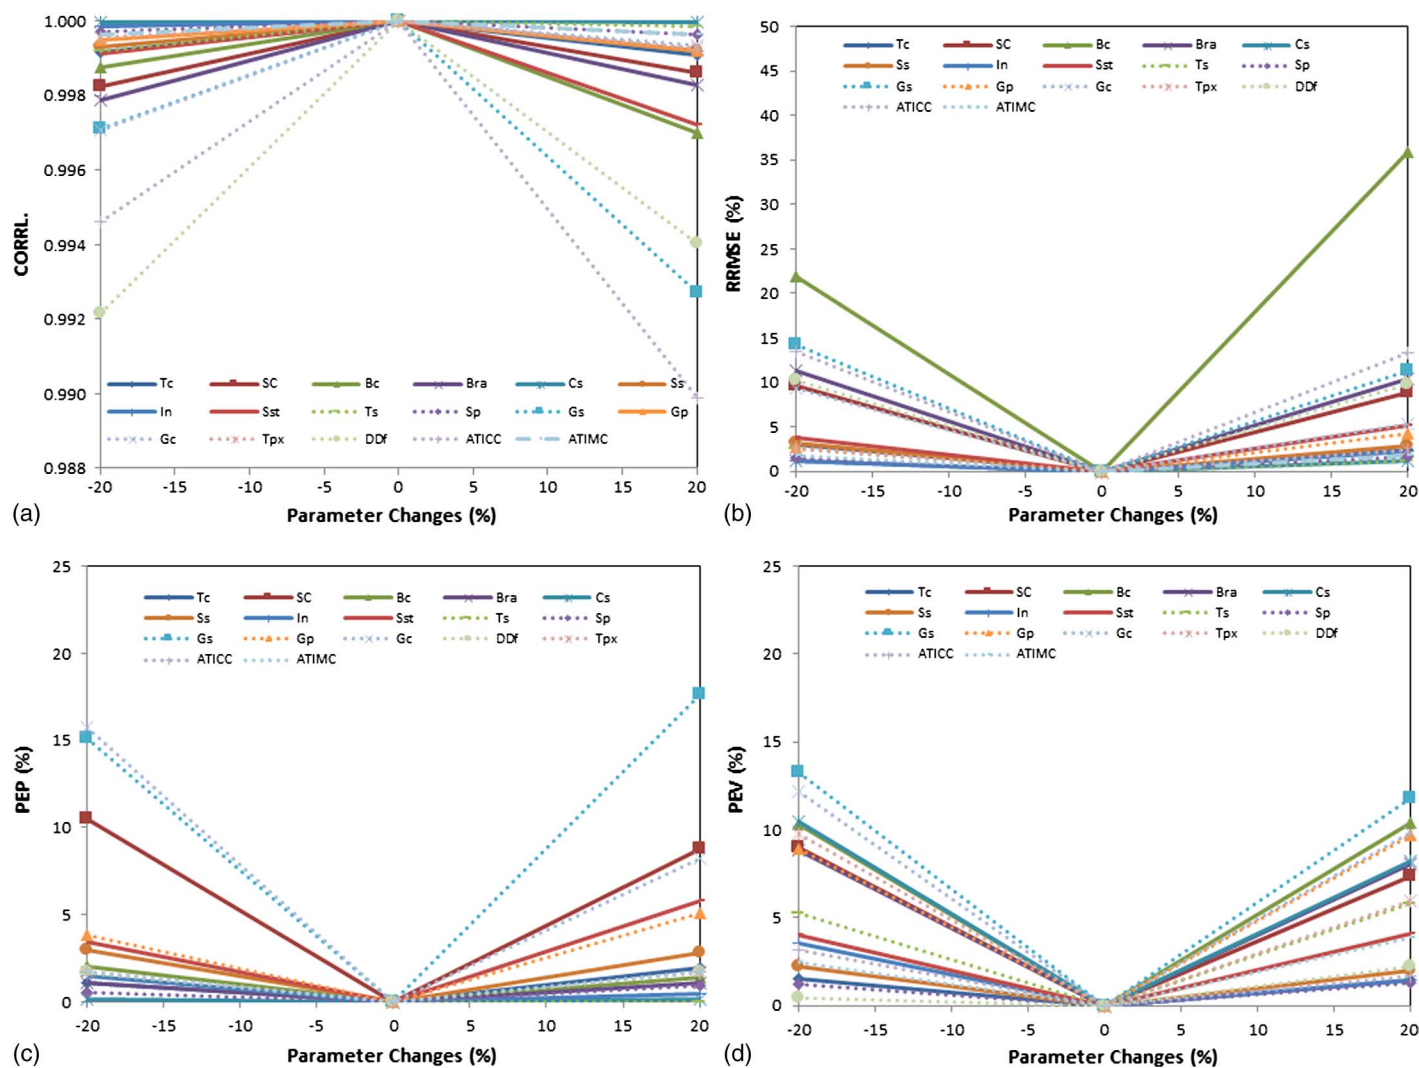 1.000
0.998
0.996
0.994
0.992
0.990
0.988
CORRL.
Tc SC Bc Bra Cs Ss
In Sst Ts Sp Gs Gp
Gc Tpx DDf ATICC ATIMC
-20 -15 -10 -5 0 5 10 15 20
Parameter Changes (%)
(a)
50
45
40
35
30
25
20
15
10
5
0
RRMSE (%)
Tc SC Bc Bra Cs
Ss In Sst Ts Sp
Gs Gp Gc Tpx DDf
ATICC ATIMC
-20 -15 -10 -5 0 5 10 15 20
Parameter Changes (%)
(b)
25
20
15
10
5
0
PEP (%)
Tc SC Bc Bra Cs
Ss In Sst Ts Sp
Gs Gp Gc DDf Tpx
ATICC ATIMC
-20 -15 -10 -5 0 5 10 15 20
Parameter Changes (%)
(c)
25
20
15
10
5
0
PEV (%)
Tc SC Bc Bra Cs
Ss In Sst Ts Sp
Gs Gp Gc Tpx DDf
ATICC ATIMC
-20 -15 -10 -5 0 5 10 15 20
Parameter Changes (%)
(d)